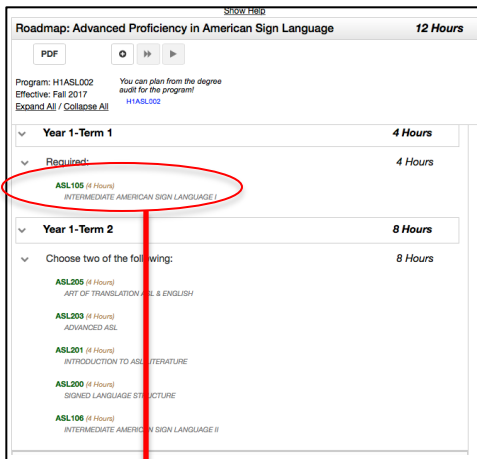 Show Help
Roadmap: Advanced Proficiency in American Sign Language 12 Hours
PDF
Program: H1ASL002
Effective: Fall 2017
Expand All / Collapse All
You can plan from the degree
audit for the program!
H1ASL002
Year 1-Term 1 4 Hours
Required: 4 Hours
ASL105 (4 Hours)
INTERMEDIATE AMERICAN SIGN LANGUAGE I
Year 1-Term 2 8 Hours
Choose two of the following: 8 Hours
ASL205 (4 Hours)
ART OF TRANSLATION ASL & ENGLISH
ASL203 (4 Hours)
ADVANCED ASL
ASL201 (4 Hours)
INTRODUCTION TO ASL LITERATURE
ASL200 (4 Hours)
SIGNED LANGUAGE STRUCTURE
ASL106 (4 Hours)
INTERMEDIATE AMERICAN SIGN LANGUAGE II